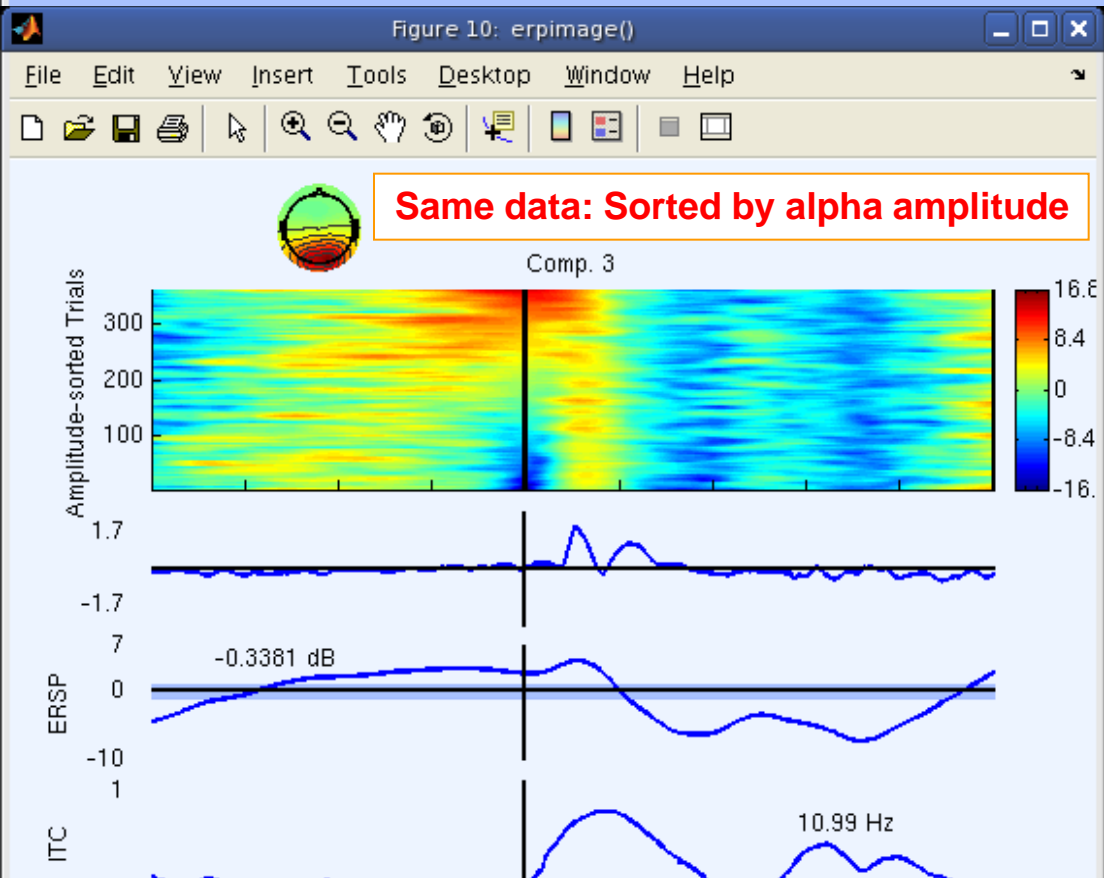 Figure 10: erpimage()
File Edit View Insert Tools Desktop Window Help
Same data: Sorted by alpha amplitude
Comp. 3
Amplitude-sorted Trials
300
200
100
16.8
8.4
0
-8.4
-16.
1.7
-1.7
7
-0.3381 dB
ERSP
0
-10
1
10.99 Hz
ITC